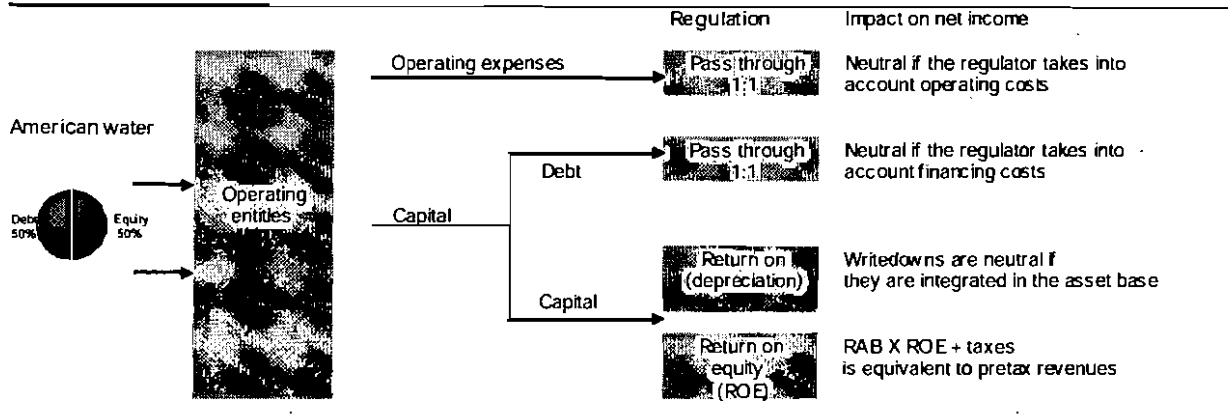 Regulation
Impact on net income
Operating expenses
Pass through
1:1
Neutral if the regulator takes into
account operating costs
American water
Debt
50%
Equity
50%
Operating
entities
Capital
Debt
Pass through
1:1
Neutral if the regulator takes into
account financing costs
Capital
Return on
(depreciation)
Writedowns are neutral if
they are integrated in the asset base
Return on
equity
(ROE)
RAB X ROE + taxes
is equivalent to pretax revenues